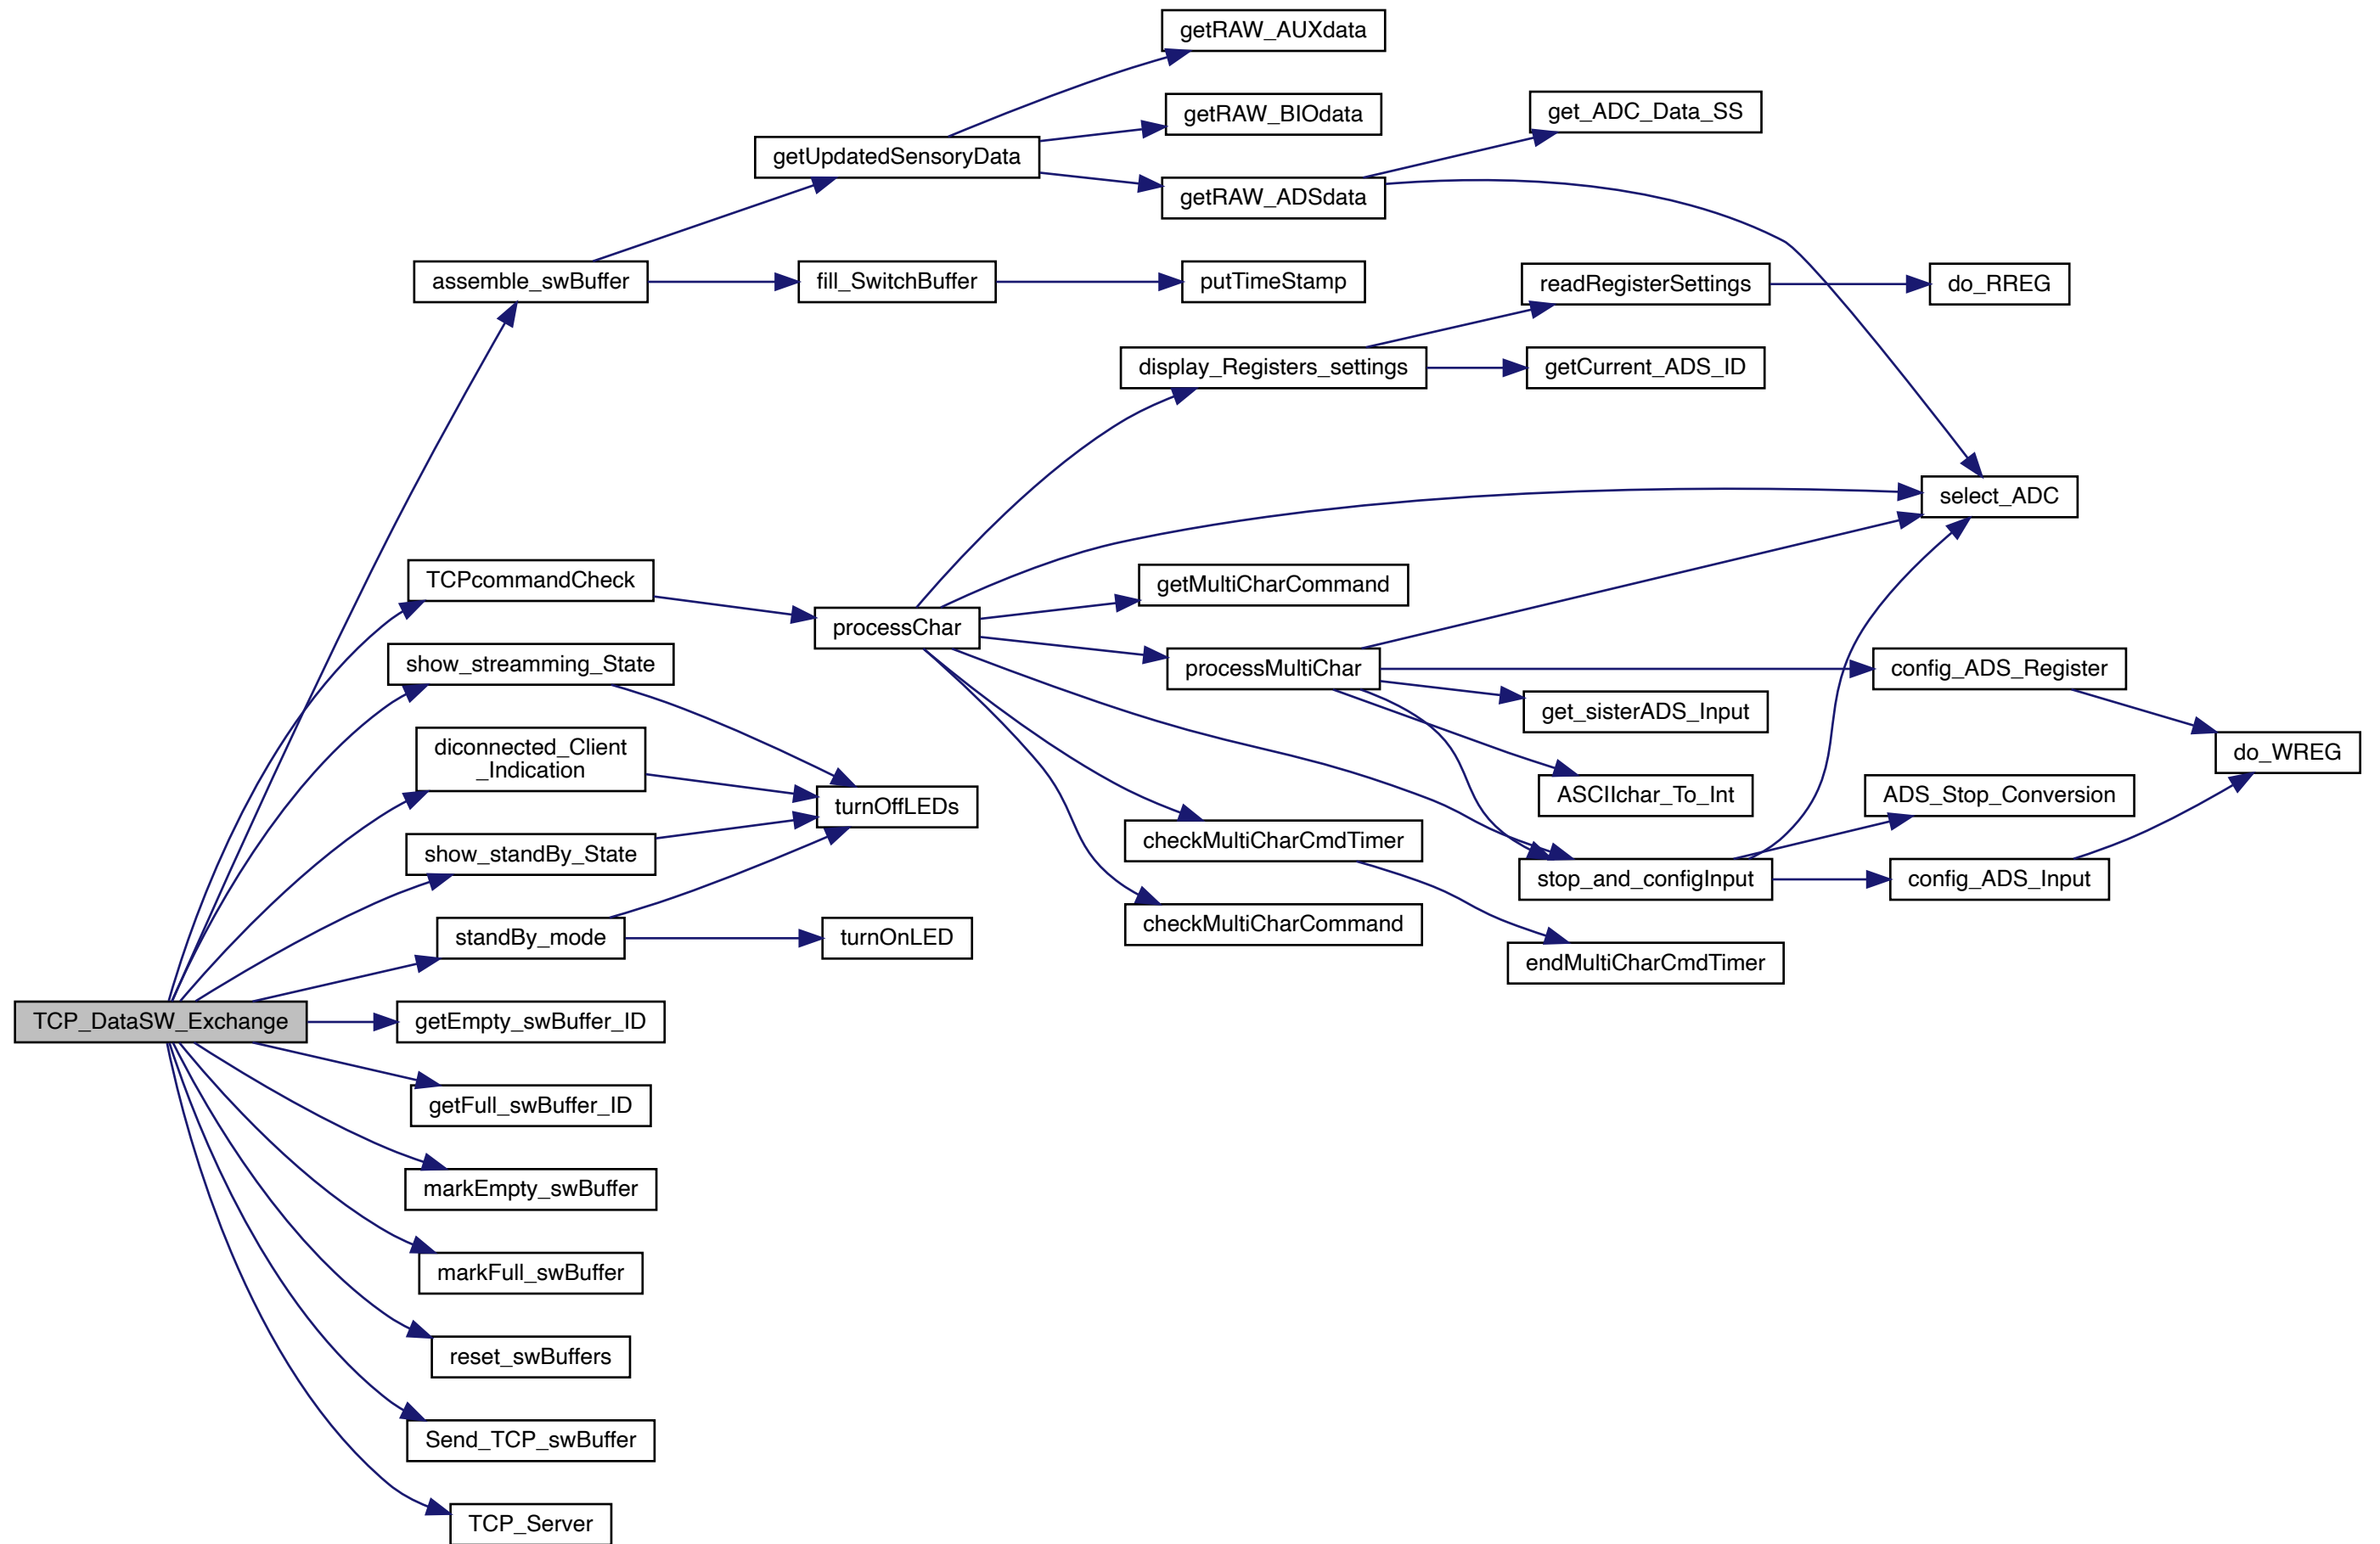 getRAW_AUXdata
getRAW_BIOdata
get_ADC_Data_SS
getUpdatedSensoryData
getRAW_ADSdata
assemble_swBuffer
fill_SwitchBuffer
putTimeStamp
readRegisterSettings
do_RREG
display_Registers_settings
getCurrent_ADS_ID
select_ADC
TCPcommandCheck
getMultiCharCommand
processChar
show_streamming_State
processMultiChar
config_ADS_Register
get_sisterADS_Input
diconnected_Client
_Indication
do_WREG
turnOffLEDs
ASCIIchar_To_Int
ADS_Stop_Conversion
show_standBy_State
checkMultiCharCmdTimer
stop_and_configInput
config_ADS_Input
standBy_mode
turnOnLED
checkMultiCharCommand
endMultiCharCmdTimer
TCP_DataSW_Exchange
getEmpty_swBuffer_ID
getFull_swBuffer_ID
markEmpty_swBuffer
markFull_swBuffer
reset_swBuffers
Send_TCP_swBuffer
TCP_Server